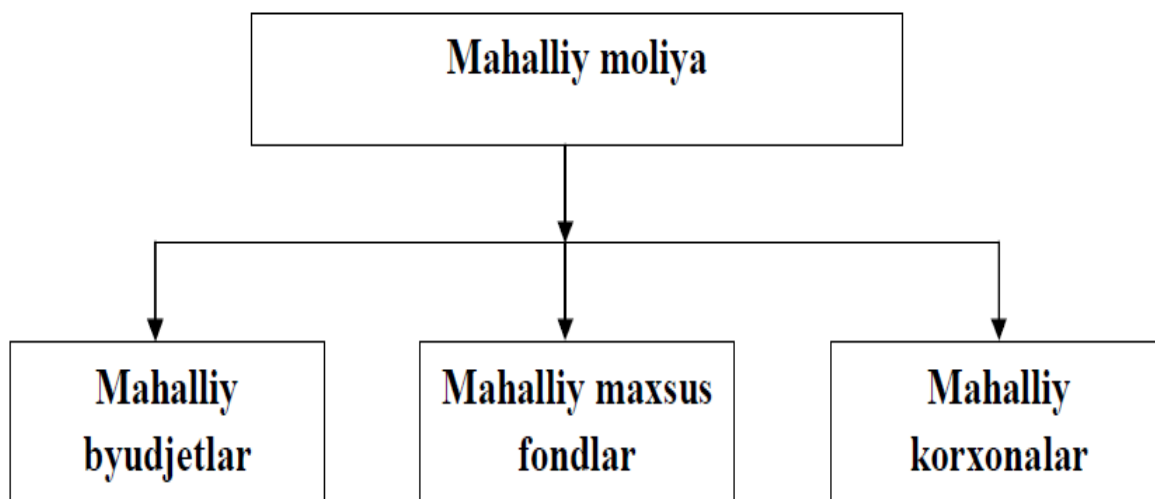 Mahalliy moliya
Mahalliy
byudjetlar
Mahalliy maxsus
fondlar
Mahalliy
korxonalar